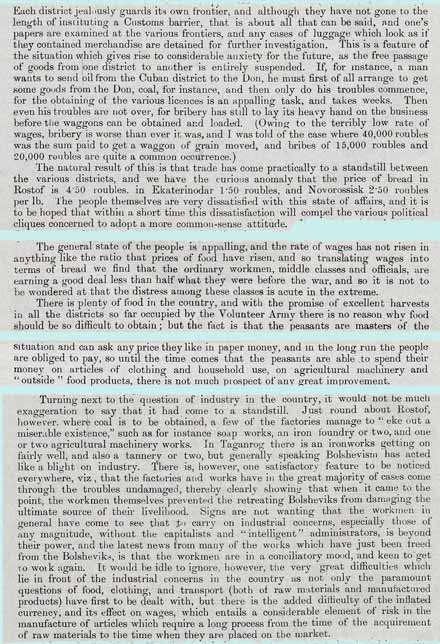 Each district jealously guards its own frontier, and although they have not gone to the
length of instituting a Customs barrier, that is about all that can be said, and one's
papers are examined at the various frontiers, and any cases of luggage which look as if
they contained merchandise are detained for further investigation. This is a feature of
the situation which gives rise to considerable anxiety for the future, as the free passage
of goods from one district to another is entirely suspended. If, for instance, a man
wants to send oil from the Cuban district to the Don, he must first of all arrange to get
some goods from the Don, coal, for instance, and then only do his troubles commence,
for the obtaining of the various licences is an appalling task, and takes weeks. Then
even his troubles are not over, for bribery has still to lay its heavy hand on the business
before the waggons can be obtained and loaded. (Owing to the terribly low rate of
wages, bribery is worse than ever it was, and I was told of the case where 40,000 roubles
was the sum paid to get a waggon of grain moved, and bribes of 15,000 roubles and
20,000 roubles are quite a common occurrence.)
The natural result of this is that trade has come practically to a standstill between
the various districts, and we have the curious anomaly that the price of bread in
Rostof is 4·50 roubles, in Ekaterinodar 1·50 roubles, and Novorossisk 2·50 roubles
per lb. The people themselves are very dissatisfied with this state of affairs, and it is
to be hoped that within a short time this dissatisfaction will compel the various political
cliques concerned to adopt a more common-sense attitude.
The general state of the people is appalling, and the rate of wages has not risen in
anything like the ratio that prices of food have risen, and so translating wages into
terms of bread we find that the ordinary workmen, middle classes and officials, are
earning a good deal less than half what they were before the war, and so it is not to
be wondered at that the distress among these classes is acute in the extreme.
There is plenty of food in the country, and with the promise of excellent harvests
in all the districts so far occupied by the Volunteer Army there is no reason why food
should be so difficult to obtain; but the fact is that the peasants are masters of the
situation and can ask any price they like in paper money, and in the long run the people
are obliged to pay, so until the time comes that the peasants are able to spend their
money on articles of clothing and household use, on agricultural machinery and
"outside" food products, there is not much prospect of any great improvement.
Turning next to the question of industry in the country, it would not be much
exaggeration to say that it had come to a standstill. Just round about Rostof,
however, where coal is to be obtained, a few of the factories manage to "eke out a
miserable existence," such as for instance soap works, an iron foundry or two, and one
or two agricultural machinery works. In Taganrog there is an ironworks getting on
fairly well, and also a tannery or two, but generally speaking Bolshevism has acted
like a blight on industry. There is, however, one satisfactory feature to be noticed
everywhere, viz., that the factories and works have in the great majority of cases come
through the troubles undamaged, thereby clearly showing that when it came to the
point, the workmen themselves prevented the retreating Bolsheviks from damaging the
ultimate source of their livelihood. Signs are not wanting that the workmen in
general have come to see that to carry on industrial concerns, especially those of
any magnitude, without the capitalists and "intelligent" administrators, is beyond
their power, and the latest news from many of the works which have just been freed
from the Bolsheviks, is that the workmen are in a conciliatory mood, and keen to get
to work again. It would be idle to ignore, however, the very great difficulties which
lie in front of the industrial concerns in the country as not only the paramount
questions of food, clothing, and transport (both of raw materials and manufactured
products) have first to be dealt with, but there is the added difficulty of the inflated
currency, and its effect on wages, which entails a considerable element of risk in the
manufacture of articles which require a long process from the time of the acquirement
of raw materials to the time when they are placed on the market.